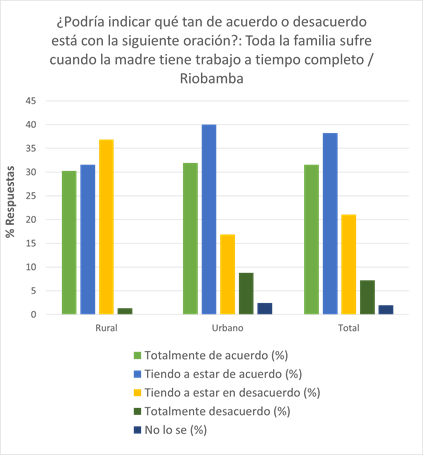 ¿Podría indicar qué tan de acuerdo o desacuerdo
está con la siguiente oración?: Toda la familia sufre
cuando la madre tiene trabajo a tiempo completo /
Riobamba
% Respuestas
45
40
35
30
25
20
15
10
5
0
Rural
Urbano
Total
Totalmente de acuerdo (%)
Tiendo a estar de acuerdo (%)
Tiendo a estar en desacuerdo (%)
Totalmente desacuerdo (%)
No lo se (%)